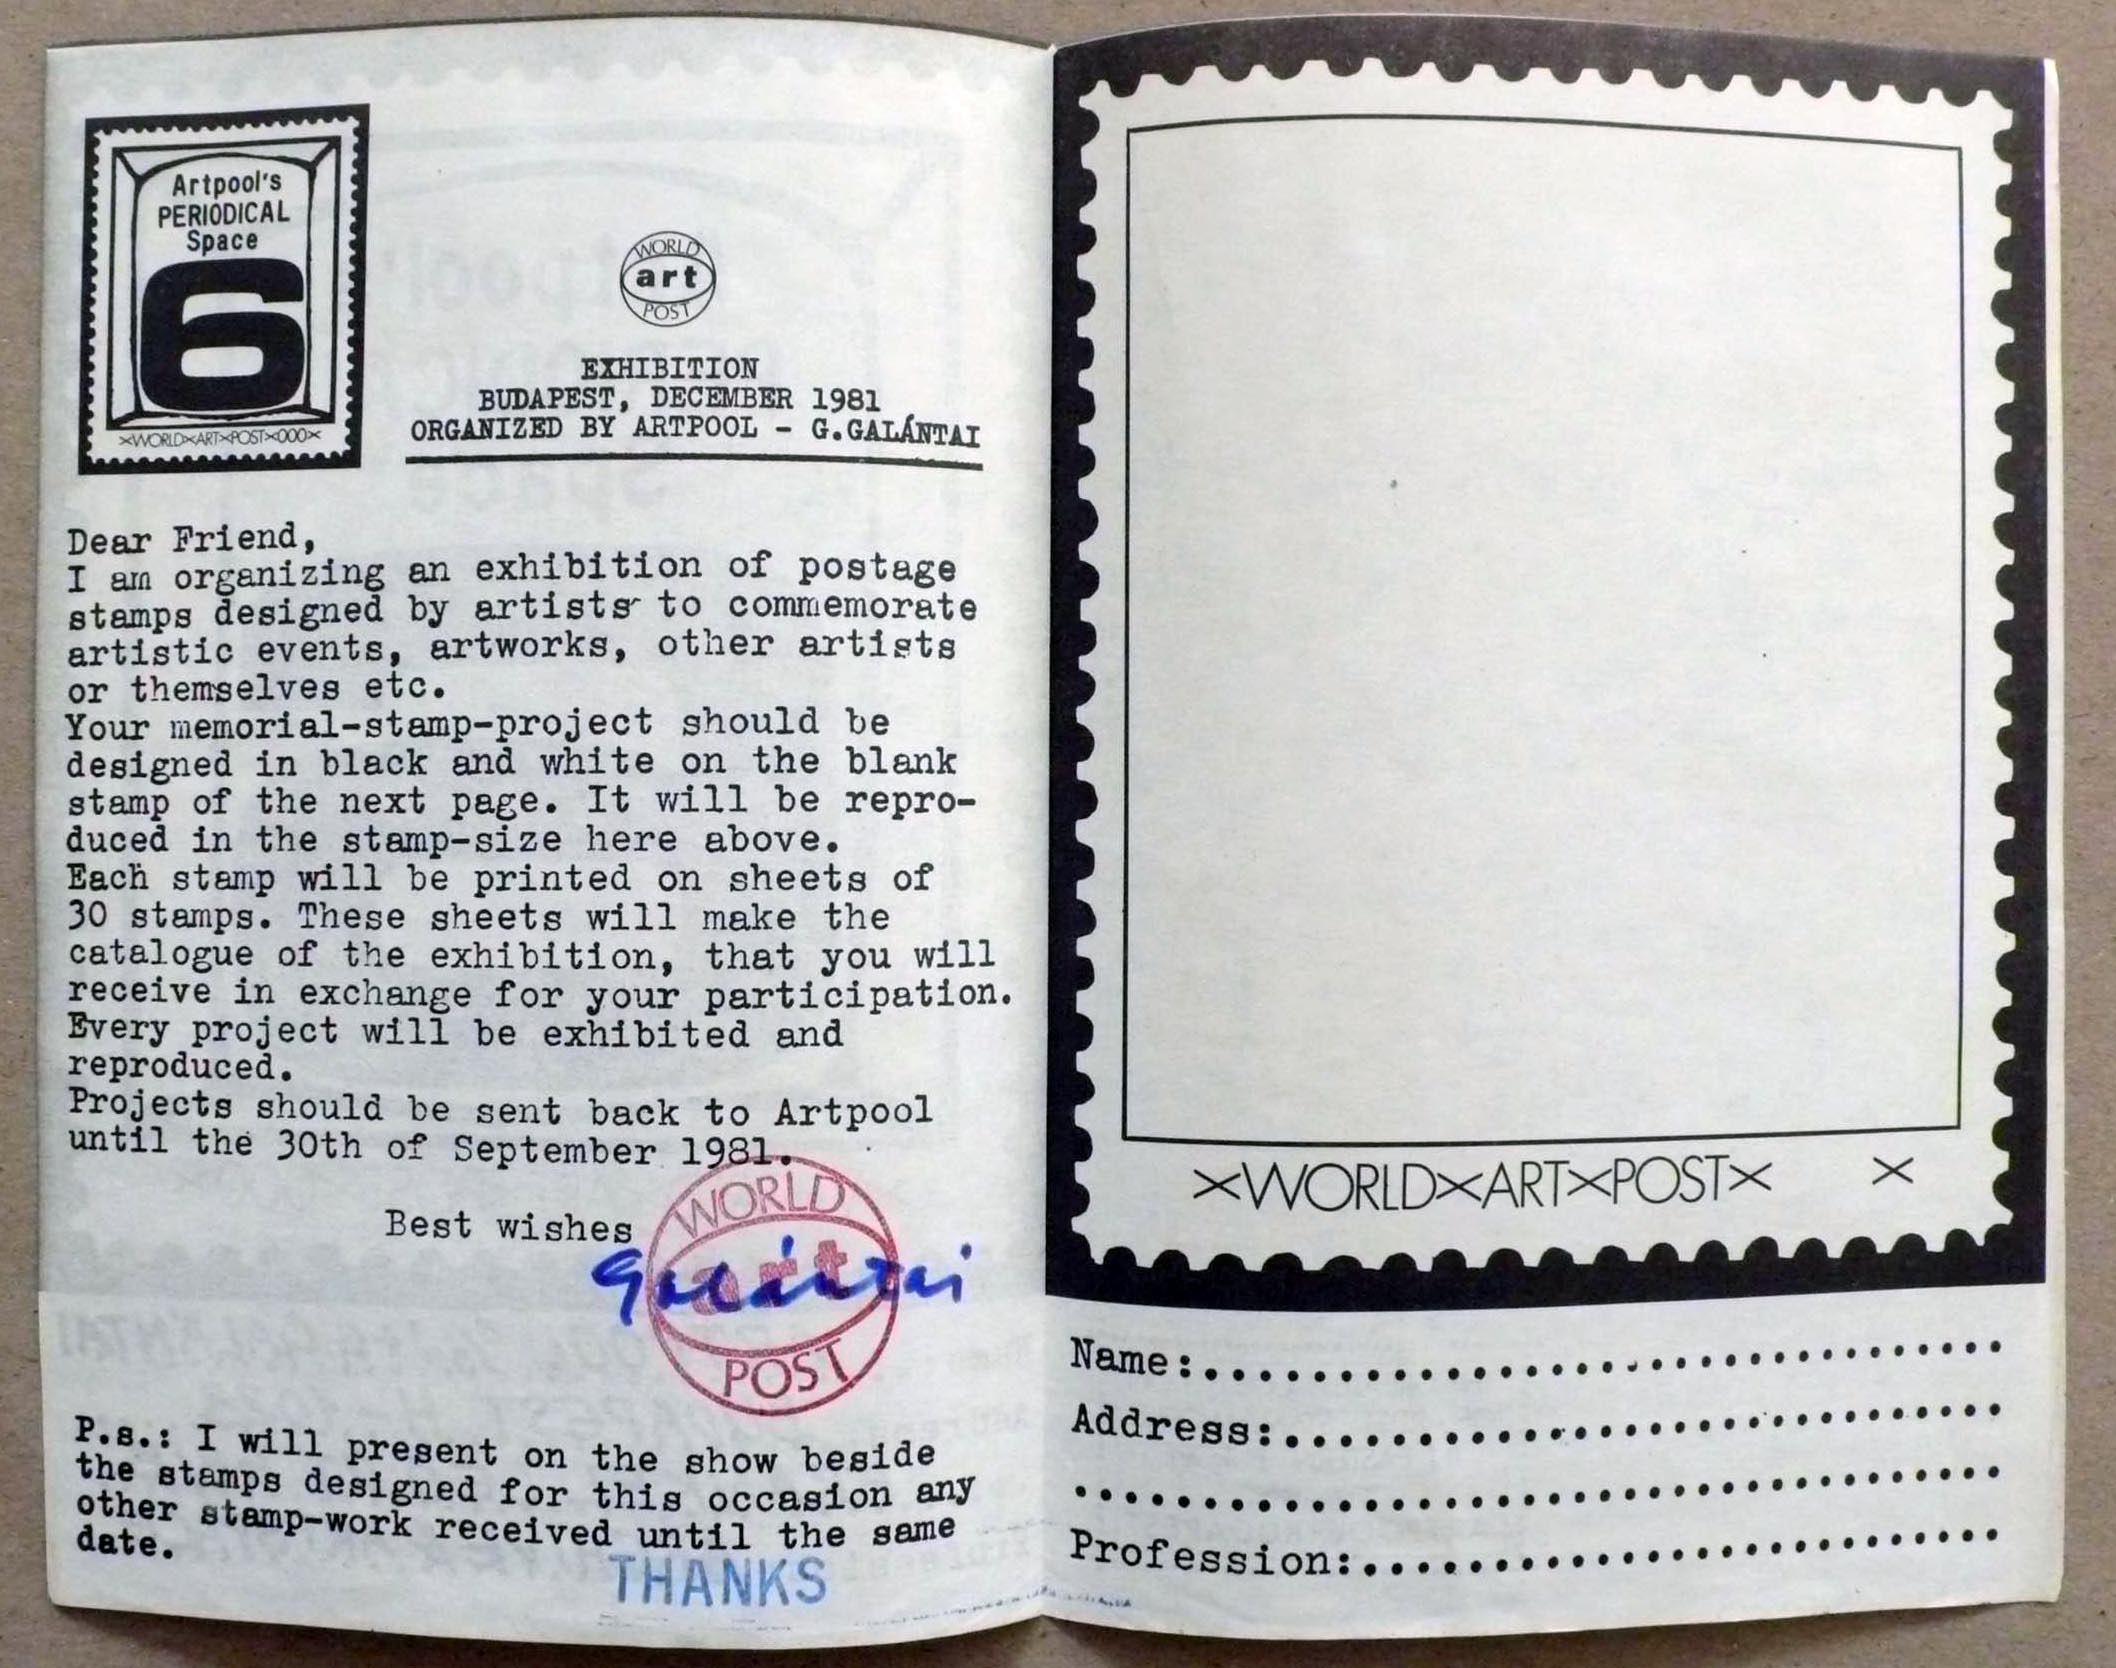 Artpool's
PERIODICAL
Space
6
×WORLD×ART×POST×000×
WORLD
art
POST
EXHIBITION
BUDAPEST, DECEMBER 1981
ORGANIZED BY ARTPOOL - G.GALÁNTAI
Dear Friend,
I am organizing an exhibition of postage
stamps designed by artists to commemorate
artistic events, artworks, other artists
or themselves etc.
Your memorial-stamp-project should be
designed in black and white on the blank
stamp of the next page. It will be repro-
duced in the stamp-size here above.
Each stamp will be printed on sheets of
30 stamps. These sheets will make the
catalogue of the exhibition, that you will
receive in exchange for your participation.
Every project will be exhibited and
reproduced.
Projects should be sent back to Artpool
until the 30th of September 1981.
Best wishes
Galántai
WORLD
art
POST
P.s.: I will present on the show beside
the stamps designed for this occasion any
other stamp-work received until the same
date.
THANKS
×WORLD×ART×POST× ×
Name:..............................
Address:...........................
...................................
Profession:........................